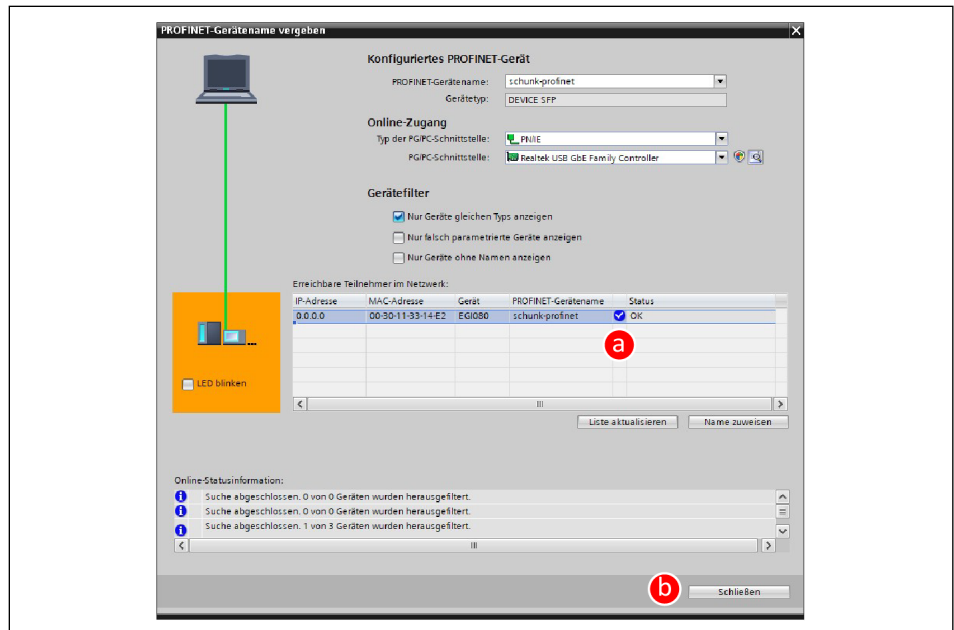 PROFINET-Gerätename vergeben
Konfiguriertes PROFINET-Gerät
PROFINET-Gerätename: schunk-profinet
Gerätetyp: DEVICE SFP
Online-Zugang
Typ der PG/PC-Schnittstelle: PN/IE
PG/PC-Schnittstelle: Realtek USB GbE Family Controller
Gerätefilter
Nur Geräte gleichen Typs anzeigen
Nur falsch parametrierte Geräte anzeigen
Nur Geräte ohne Namen anzeigen
Erreichbare Teilnehmer im Netzwerk:
IP-Adresse MAC-Adresse Gerät PROFINET-Gerätename Status
0.0.0.0 00-30-11-33-14-E2 EGI080 schunk-profinet OK
a
LED blinken
Liste aktualisieren Name zuweisen
Online-Statusinformation:
Suche abgeschlossen. 0 von 0 Geräten wurden herausgefiltert.
Suche abgeschlossen. 0 von 0 Geräten wurden herausgefiltert.
Suche abgeschlossen. 1 von 3 Geräten wurden herausgefiltert.
b Schließen